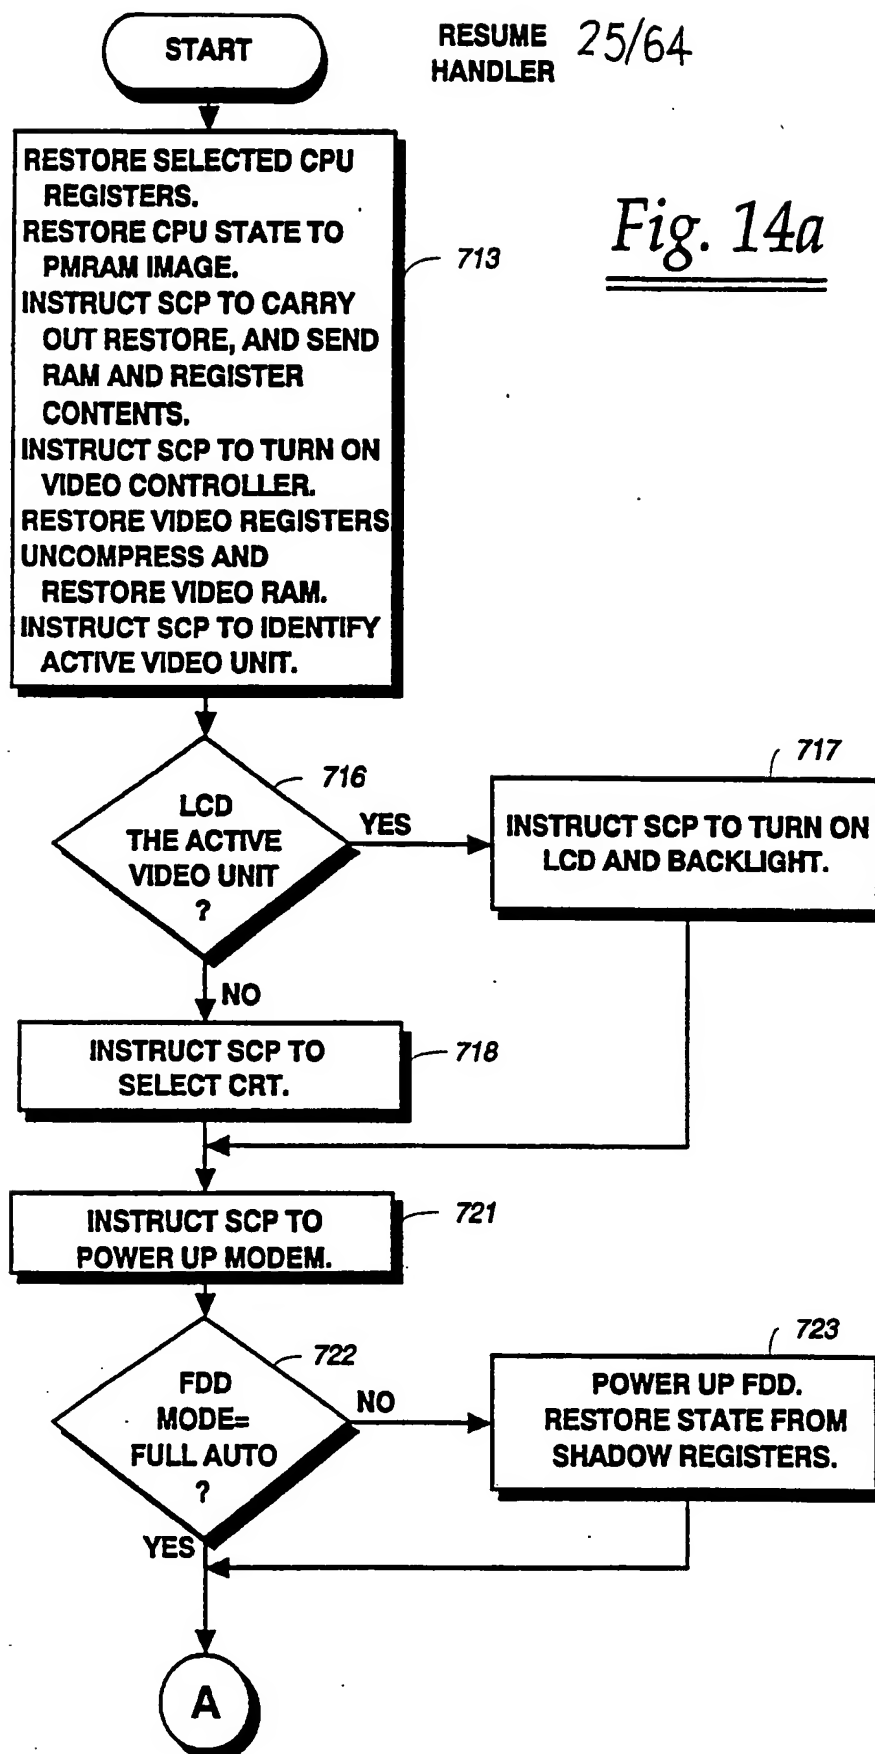 START
RESUME
HANDLER
25/64
Fig. 14a
RESTORE SELECTED CPU
REGISTERS.
RESTORE CPU STATE TO
PMRAM IMAGE.
INSTRUCT SCP TO CARRY
OUT RESTORE, AND SEND
RAM AND REGISTER
CONTENTS.
INSTRUCT SCP TO TURN ON
VIDEO CONTROLLER.
RESTORE VIDEO REGISTERS
UNCOMPRESS AND
RESTORE VIDEO RAM.
INSTRUCT SCP TO IDENTIFY
ACTIVE VIDEO UNIT.
713
LCD
THE ACTIVE
VIDEO UNIT
?
716
YES
717
INSTRUCT SCP TO TURN ON
LCD AND BACKLIGHT.
NO
INSTRUCT SCP TO
SELECT CRT.
718
INSTRUCT SCP TO
POWER UP MODEM.
721
FDD
MODE=
FULL AUTO
?
722
NO
723
POWER UP FDD.
RESTORE STATE FROM
SHADOW REGISTERS.
YES
A